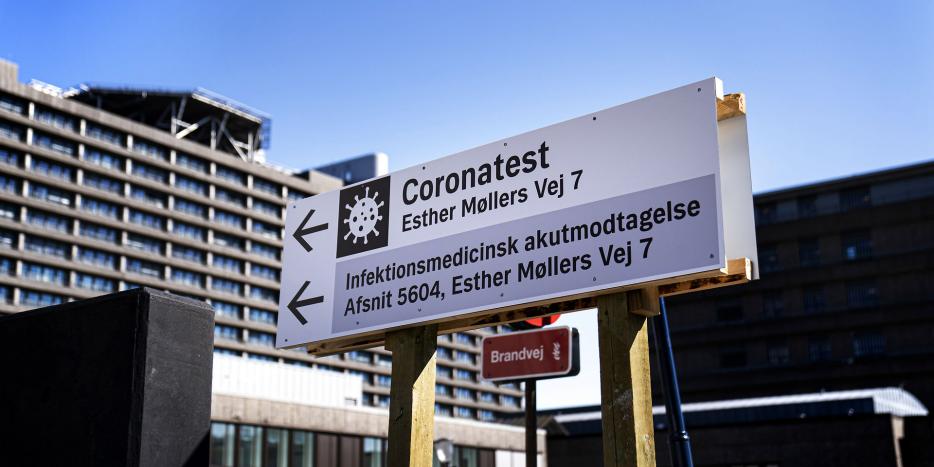 Coronatest
Esther Møllers Vej 7
Infektionsmedicinsk akutmodtagelse
Afsnit 5604, Esther Møllers Vej 7
Brandvej